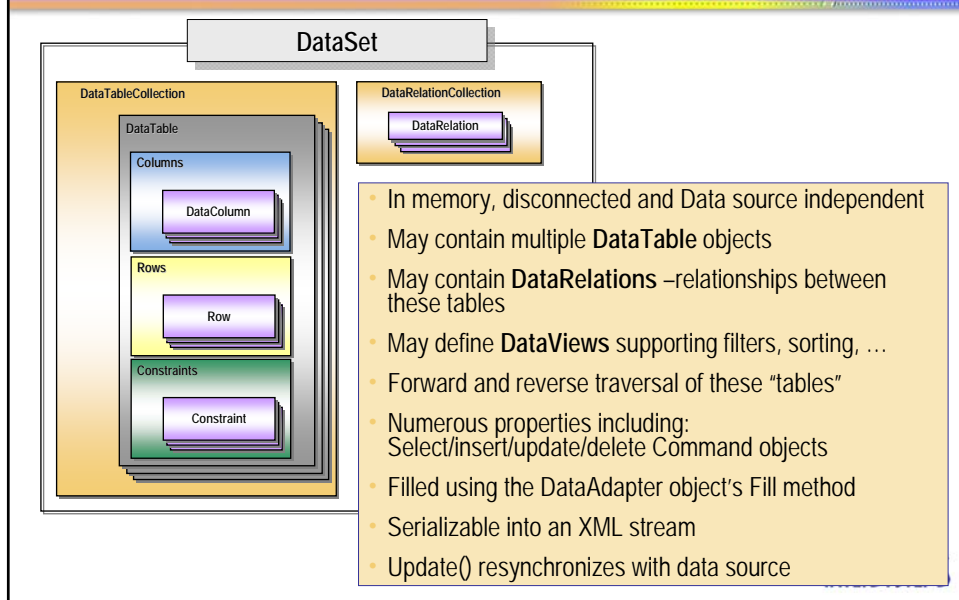 DataSet
DataTableCollection
DataTable
Columns
DataColumn
Rows
Row
Constraints
Constraint
DataRelationCollection
DataRelation
• In memory, disconnected and Data source independent
• May contain multiple DataTable objects
• May contain DataRelations –relationships between
these tables
• May define DataViews supporting filters, sorting, …
• Forward and reverse traversal of these “tables”
• Numerous properties including:
Select/insert/update/delete Command objects
• Filled using the DataAdapter object’s Fill method
• Serializable into an XML stream
• Update() resynchronizes with data source